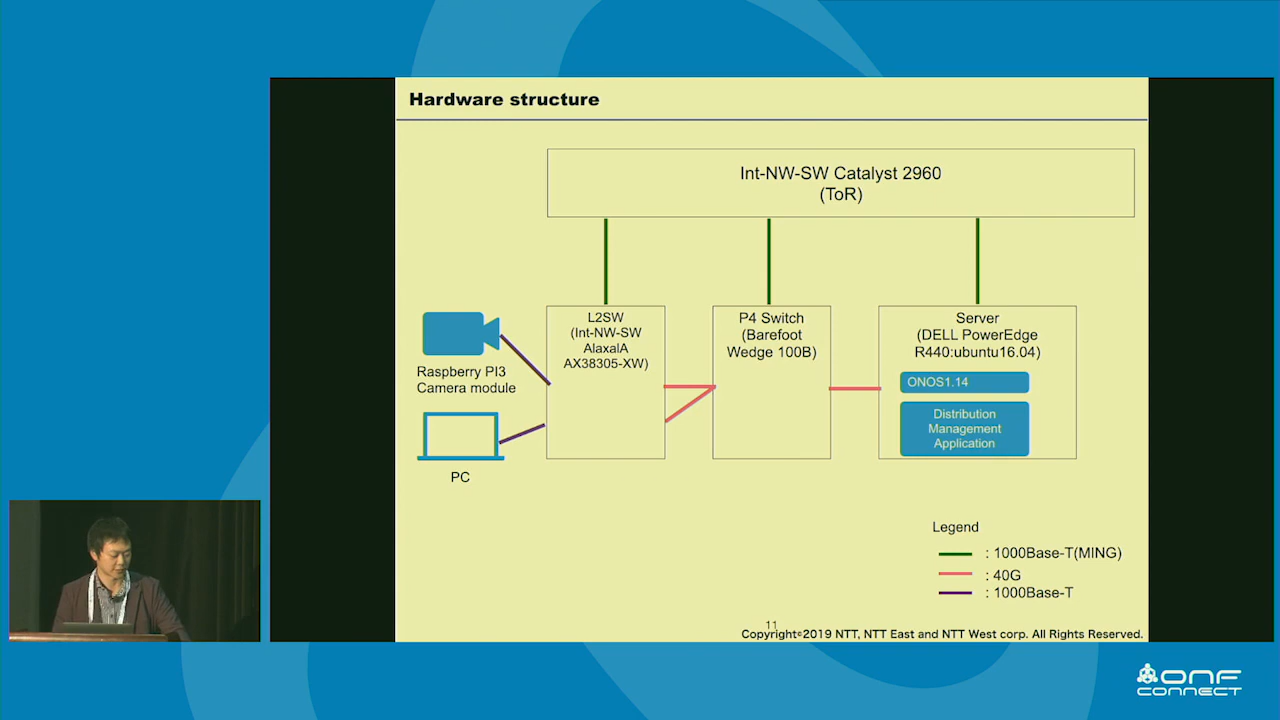 Hardware structure
Int-NW-SW Catalyst 2960
(ToR)
L2SW
(Int-NW-SW
AlaxalA
AX38305-XW)
P4 Switch
(Barefoot
Wedge 100B)
Server
(DELL PowerEdge
R440:ubuntu16.04)
ONOS1.14
Distribution
Management
Application
Raspberry PI3
Camera module
PC
Legend
: 1000Base-T(MING)
: 40G
: 1000Base-T
11
Copyright©2019 NTT, NTT East and NTT West corp. All Rights Reserved.
ONF
CONNECT